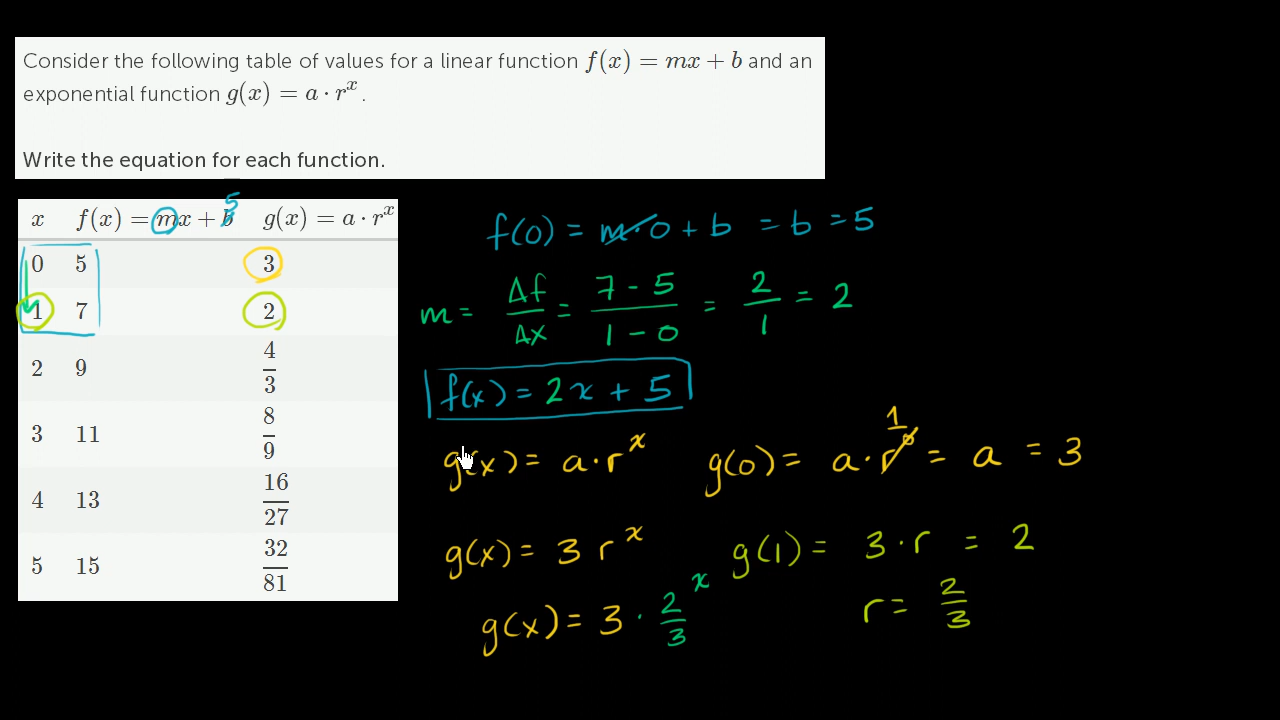 Consider the following table of values for a linear function f(x) = mx + b and an
exponential function g(x) = a · r^x .
Write the equation for each function.
x f(x) = mx + b g(x) = a · r^x
5
0 5 3
1 7 2
2 9 4/3
3 11 8/9
4 13 16/27
5 15 32/81
f(0) = m·0 + b = b = 5
m = Δf/Δx = 7 - 5/1 - 0 = 2/1 = 2
f(x) = 2x + 5
g(x) = a·r^x g(0) = a·r^0 = a = 3
1
g(x) = 3 r^x g(1) = 3·r = 2
g(x) = 3 · 2/3^x r = 2/3